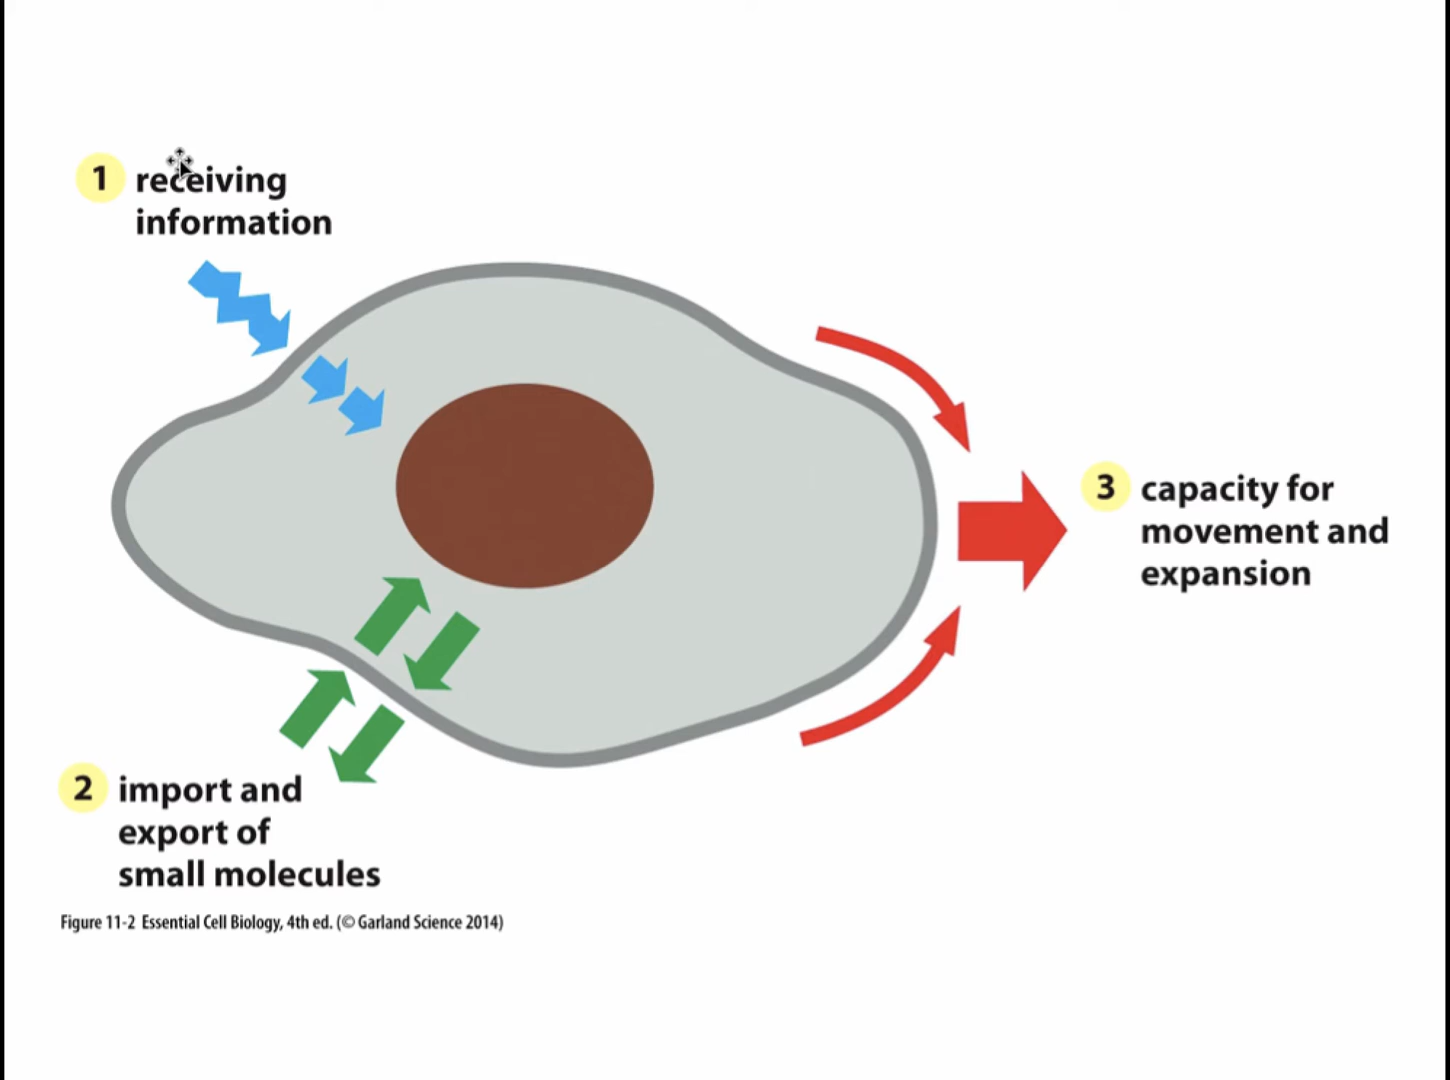 1 receiving
information
3 capacity for
movement and
expansion
2 import and
export of
small molecules
Figure 11-2 Essential Cell Biology, 4th ed. (© Garland Science 2014)